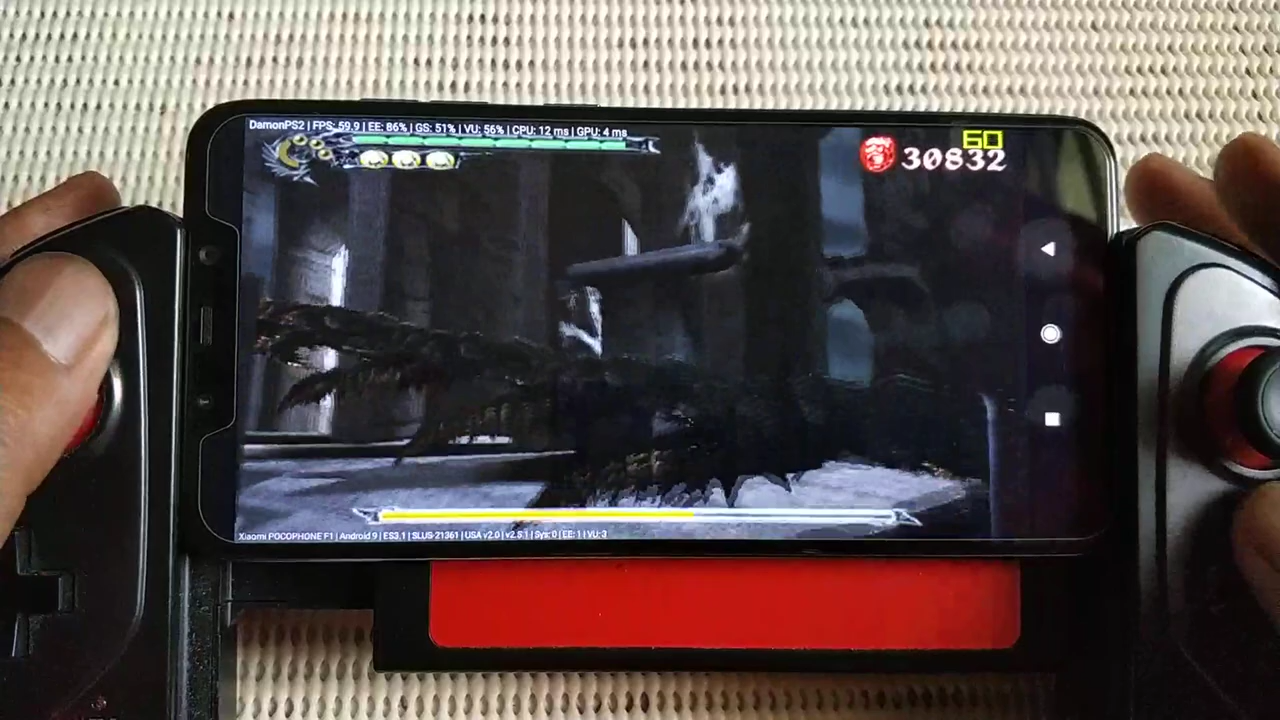 DamonPS2 | FPS: 59.9 | EE: 86% | GS: 51% | VU: 56% | CPU: 12 ms | GPU: 4 ms
60
30832
Xiaomi POCOPHONE F1 | Android 9 | ES3.1 | SLUS-21361 | USA v2.0 | v2.5.1 | Sys: 0 | EE: 1 | VU: 3